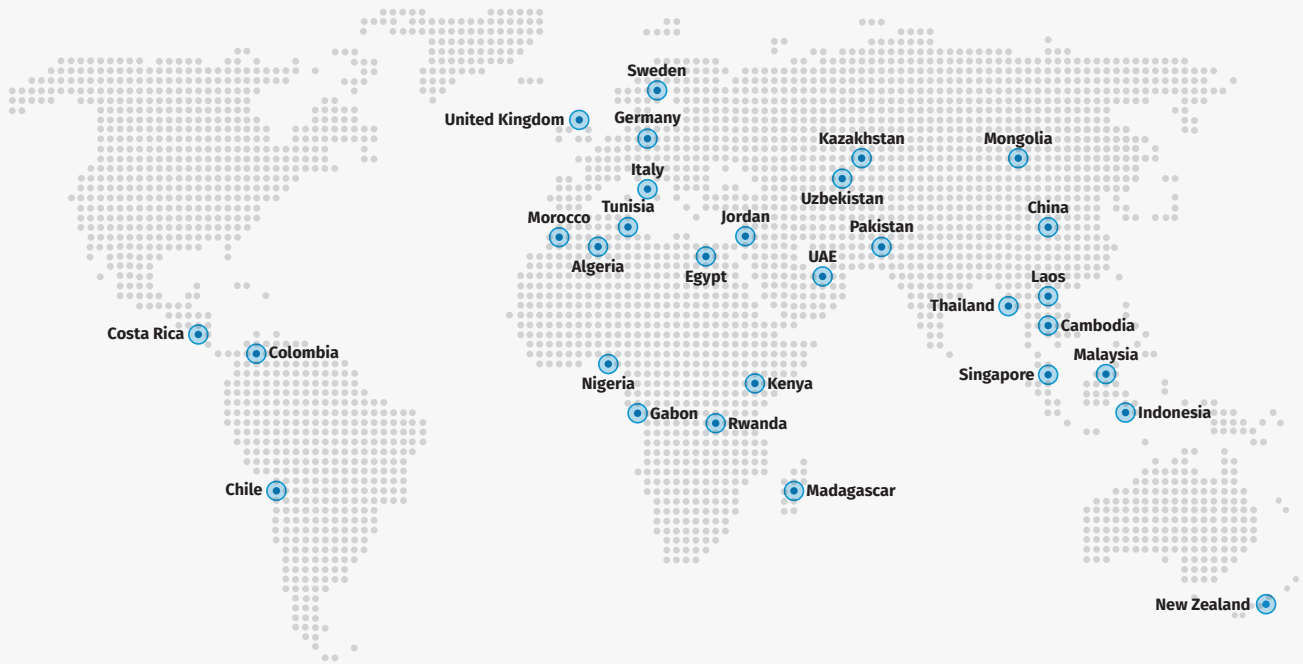 Sweden
United Kingdom
Germany
Kazakhstan
Mongolia
Italy
Uzbekistan
Tunisia
Morocco
Jordan
China
Pakistan
Algeria
UAE
Egypt
Laos
Thailand
Cambodia
Costa Rica
Colombia
Malaysia
Singapore
Nigeria
Kenya
Gabon
Indonesia
Rwanda
Chile
Madagascar
New Zealand